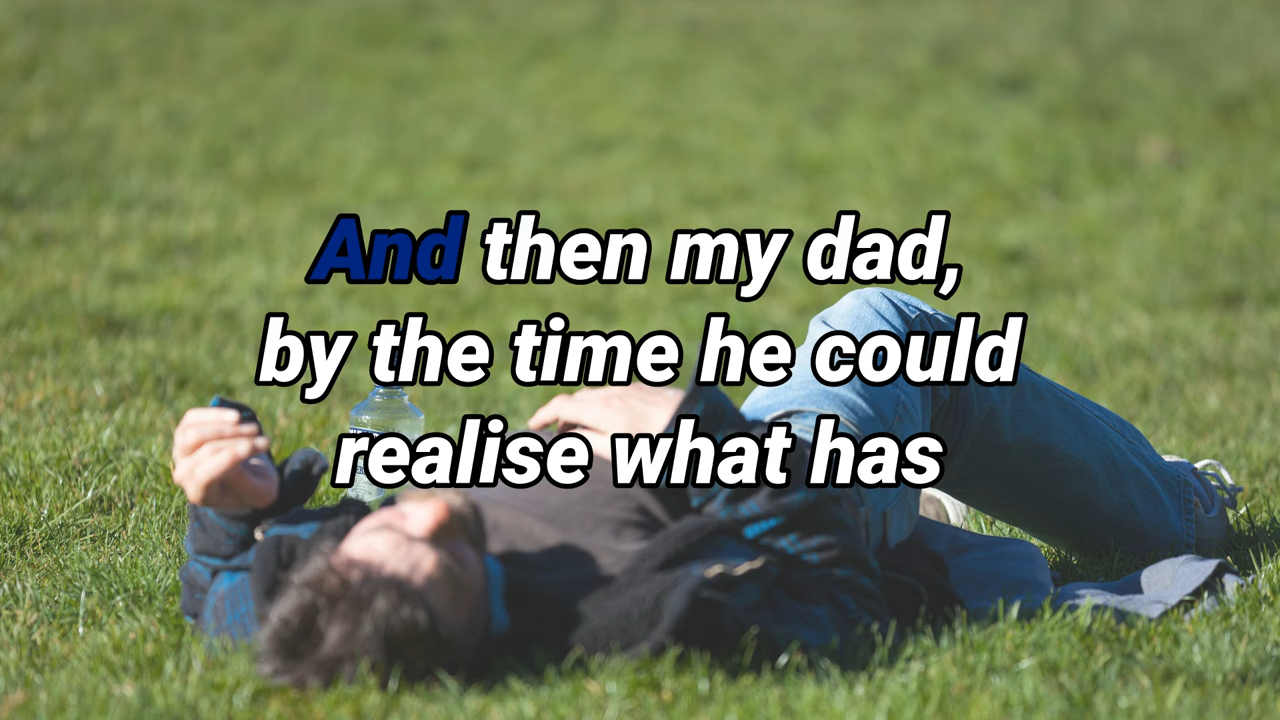 And then my dad,
by the time he could
realise what has